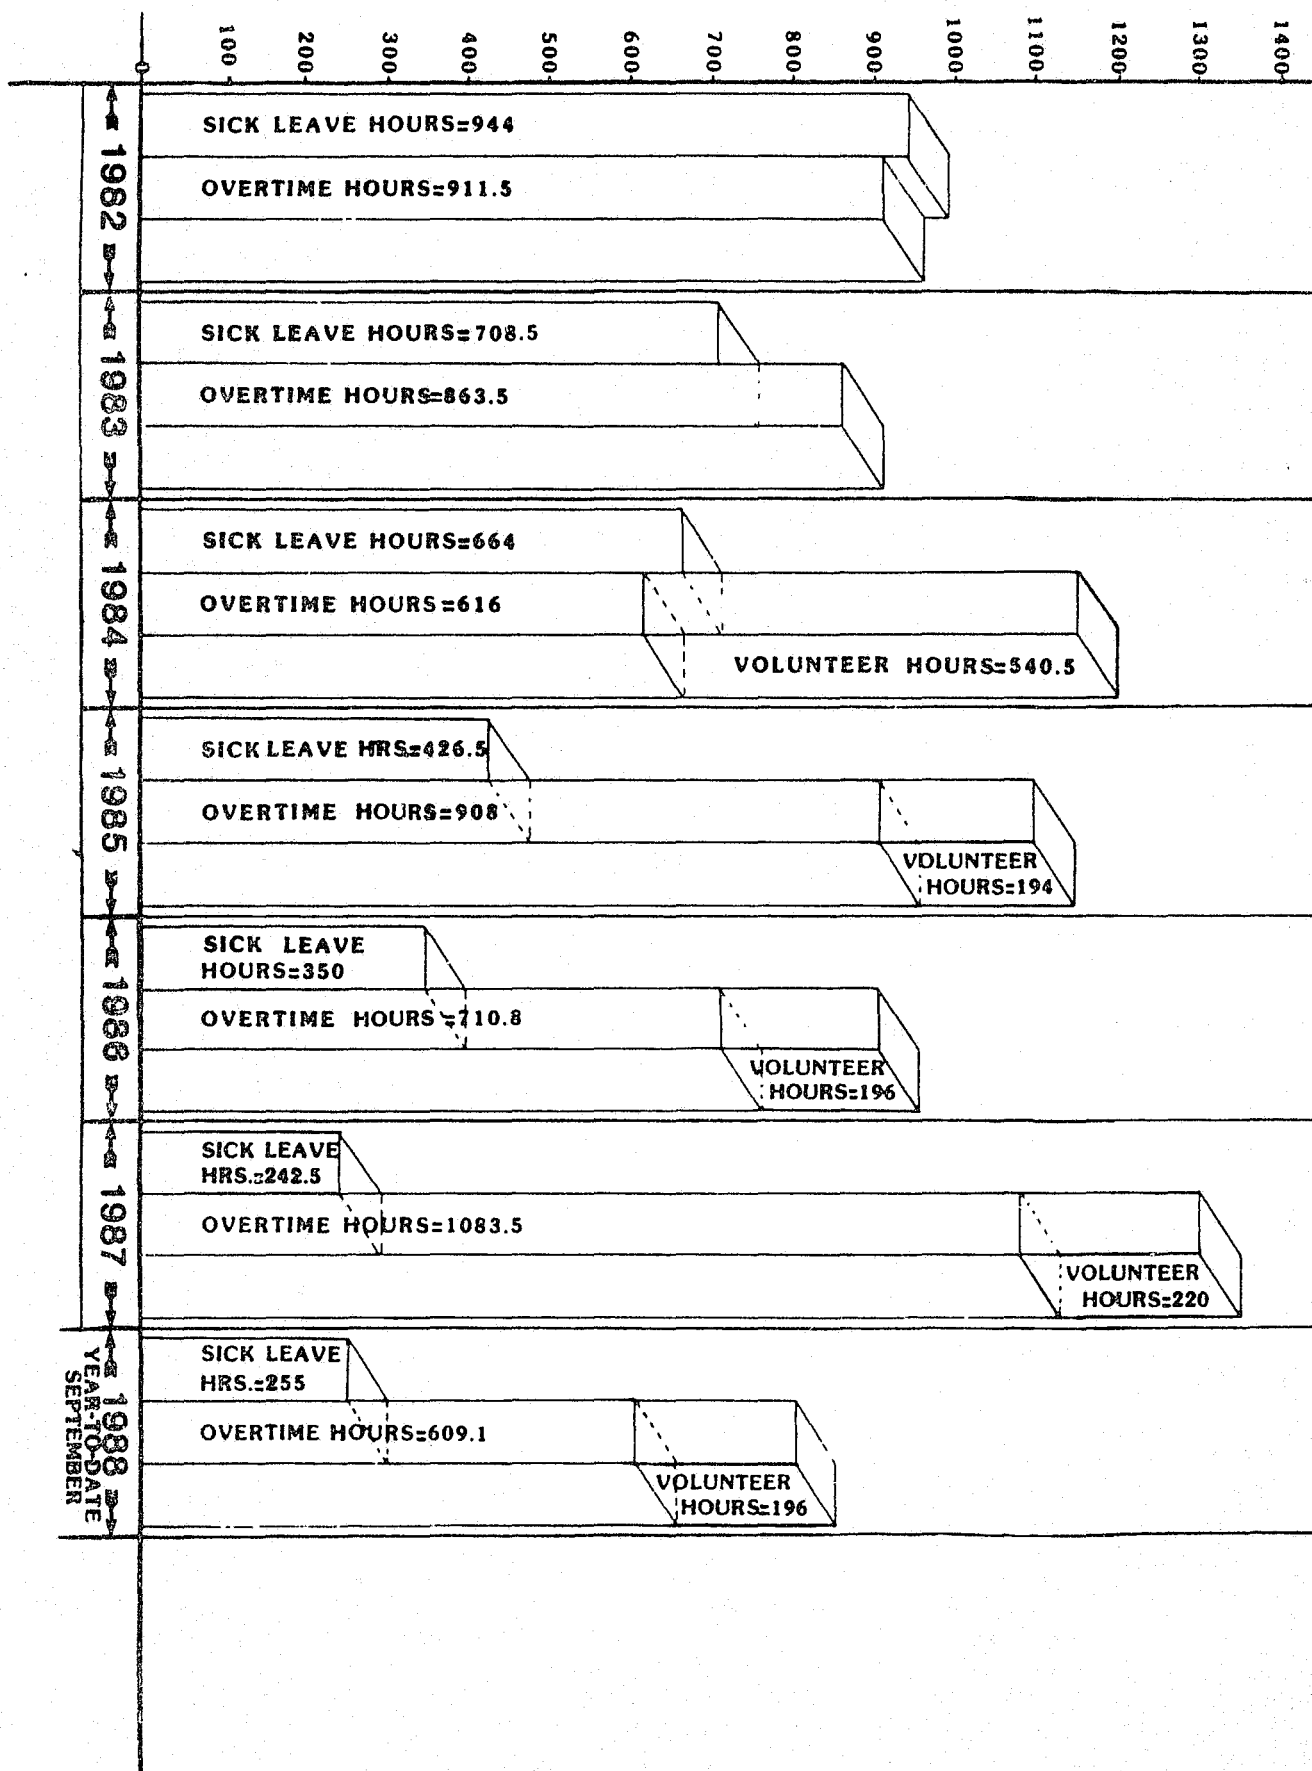 0 100 200 300 400 500 600 700 800 900 1000 1100 1200 1300 1400
1982
SICK LEAVE HOURS=944
OVERTIME HOURS=911.5
1983
SICK LEAVE HOURS=708.5
OVERTIME HOURS=863.5
1984
SICK LEAVE HOURS=664
OVERTIME HOURS=616
VOLUNTEER HOURS=540.5
1985
SICK LEAVE HRS=426.5
OVERTIME HOURS=908
VOLUNTEER
HOURS=194
1986
SICK LEAVE
HOURS=350
OVERTIME HOURS=710.8
VOLUNTEER
HOURS=196
1987
SICK LEAVE
HRS.=242.5
OVERTIME HOURS=1083.5
VOLUNTEER
HOURS=220
1988
YEAR-TO-DATE
SEPTEMBER
SICK LEAVE
HRS.=255
OVERTIME HOURS=609.1
VOLUNTEER
HOURS=196